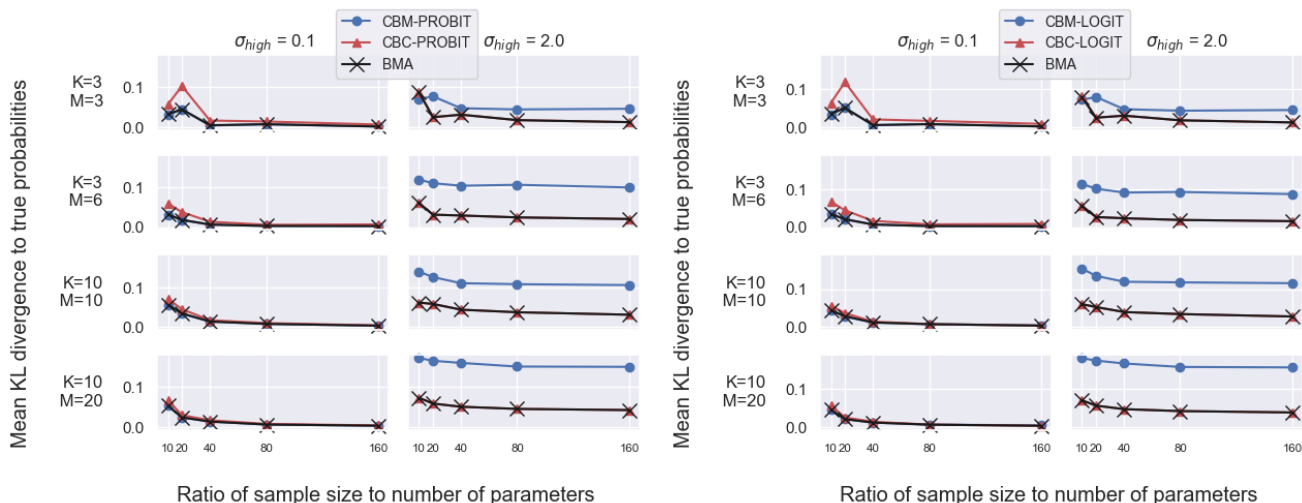 CBM-PROBIT
CBC-PROBIT
BMA
σhigh = 0.1
σhigh = 2.0
Mean KL divergence to true probabilities
K=3
M=3
0.1
0.0
K=3
M=6
0.1
0.0
K=10
M=10
0.1
0.0
K=10
M=20
0.1
0.0
10 20 40 80 160
10 20 40 80 160
Ratio of sample size to number of parameters
CBM-LOGIT
CBC-LOGIT
BMA
σhigh = 0.1
σhigh = 2.0
Mean KL divergence to true probabilities
K=3
M=3
0.1
0.0
K=3
M=6
0.1
0.0
K=10
M=10
0.1
0.0
K=10
M=20
0.1
0.0
10 20 40 80 160
10 20 40 80 160
Ratio of sample size to number of parameters